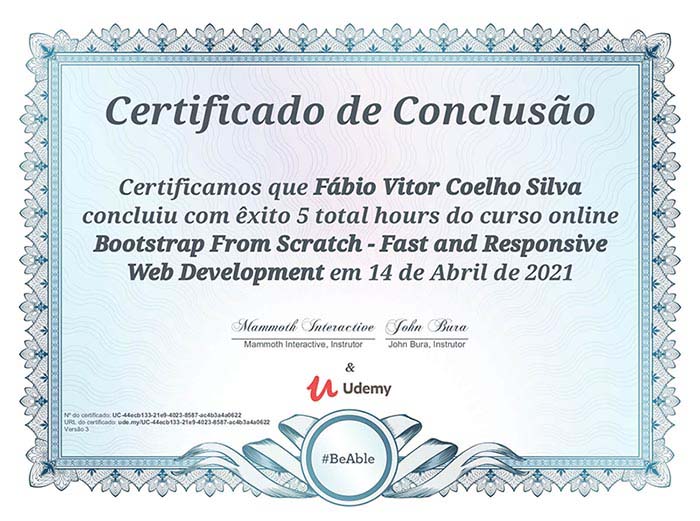 Certificado de Conclusão
Certificamos que Fábio Vitor Coelho Silva
concluiu com êxito 5 total hours do curso online
Bootstrap From Scratch - Fast and Responsive
Web Development em 14 de Abril de 2021
Mammoth Interactive John Bura
Mammoth Interactive, Instrutor John Bura, Instrutor
&
Udemy
Nº do certificado: UC-44ecb133-21e9-4023-8587-ac4b3a4a0622
URL do certificado: ude.my/UC-44ecb133-21e9-4023-8587-ac4b3a4a0622
Versão 3
#BeAble